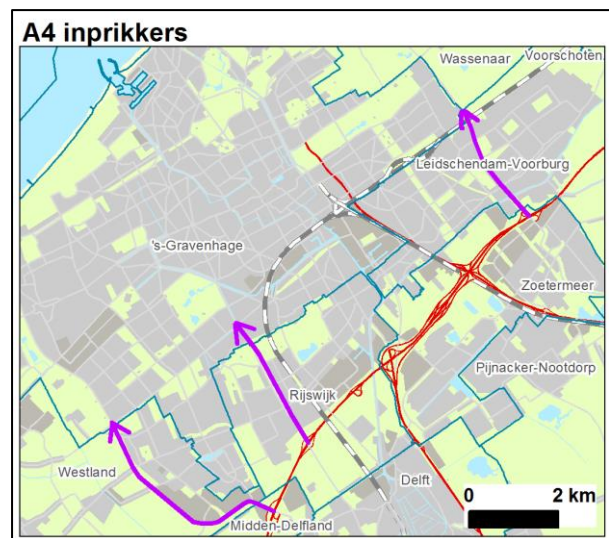 A4 inprikkers
Wassenaar
Voorschoten
Leidschendam-Voorburg
's-Gravenhage
Zoetermeer
Pijnacker-Nootdorp
Rijswijk
Westland
Delft
Midden-Delfland
0 2 km